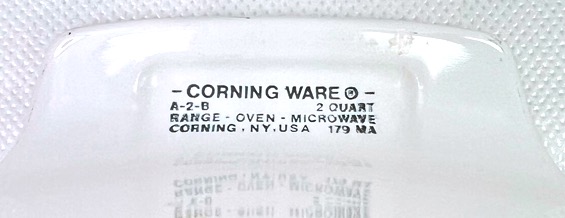 - CORNING WARE ® -
A-2-B 2 QUART
RANGE - OVEN - MICROWAVE
CORNING, NY, USA 179 MA